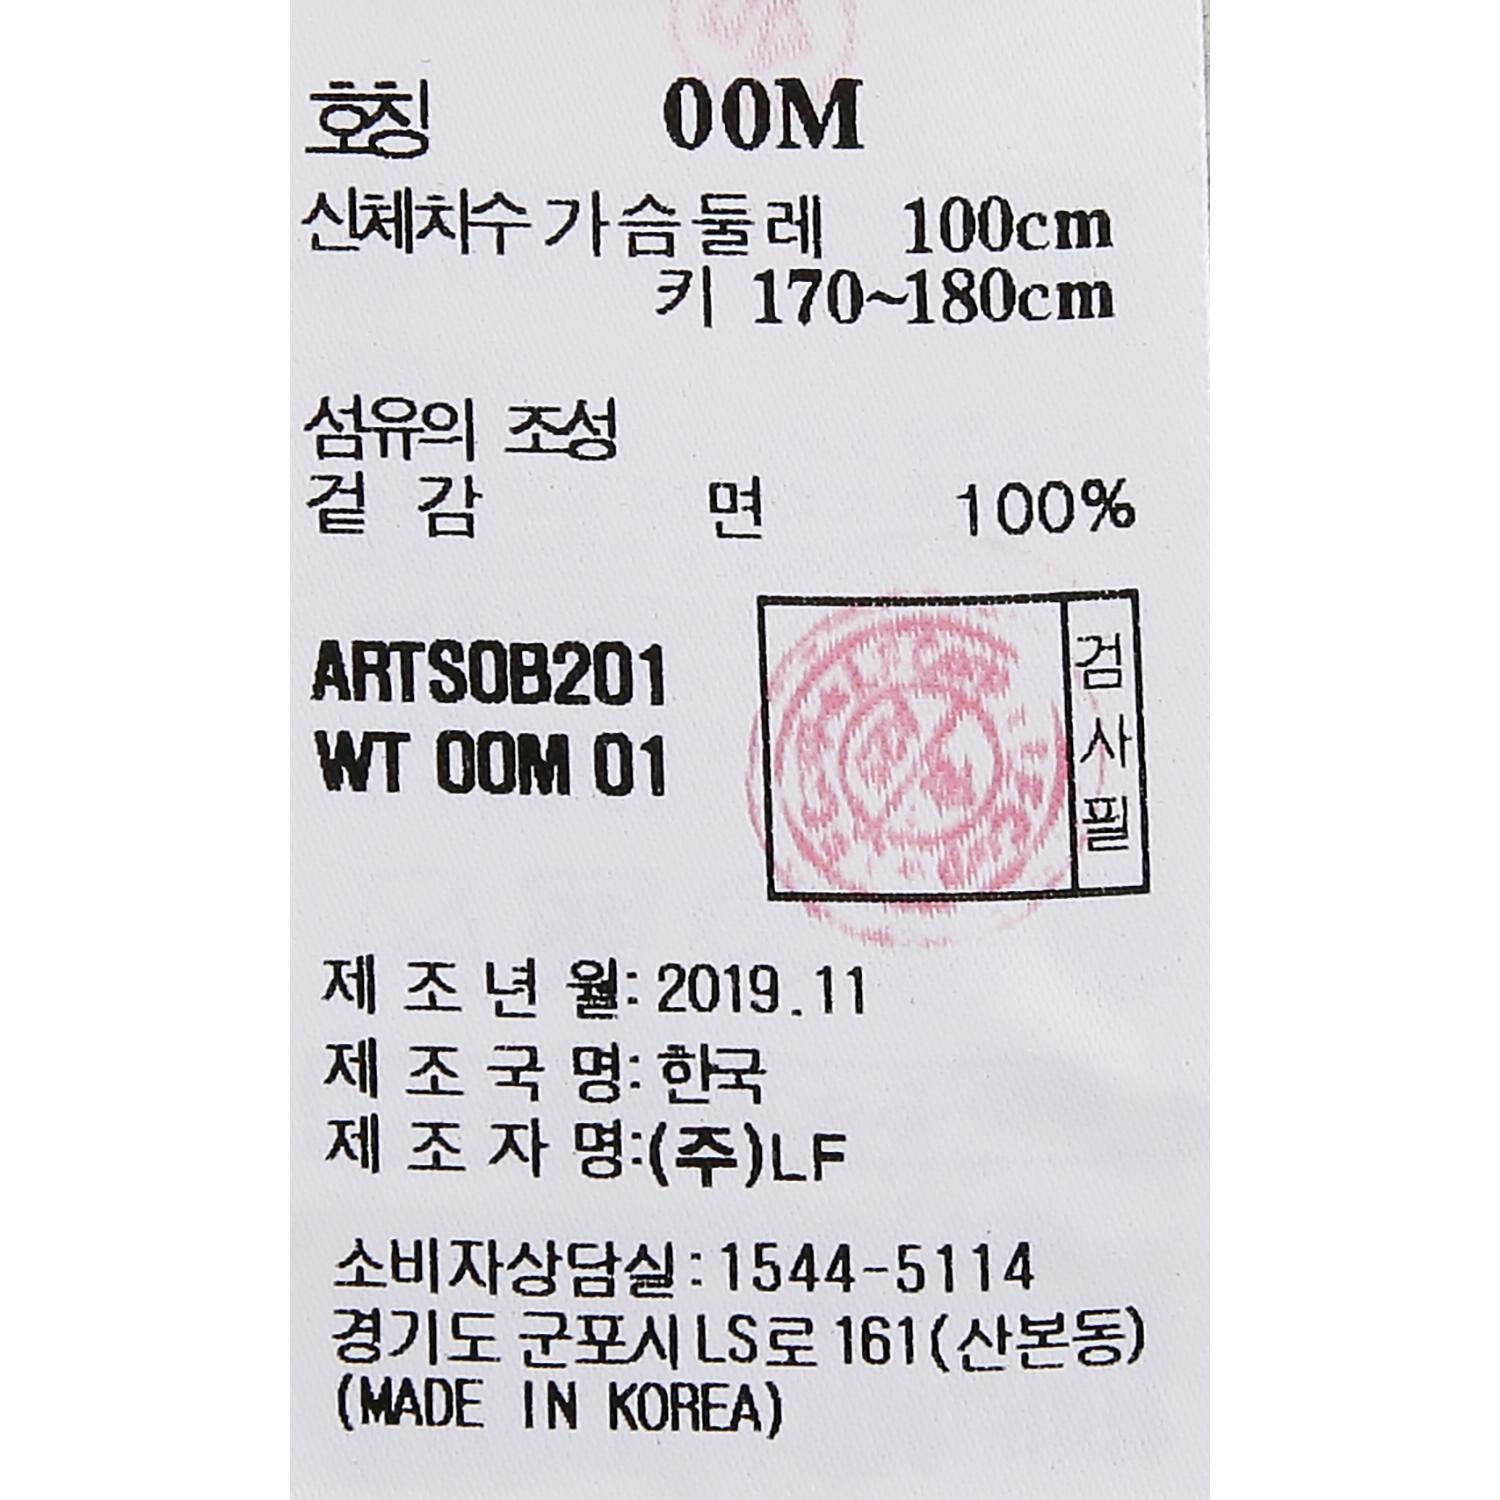 호칭 00M
신체치수 가슴둘레 100cm
키 170~180cm
섬유의 조성
겉 감 면 100%
ARTS0B201
WT 00M 01
검사필
제 조 년 월: 2019.11
제 조 국 명: 한국
제 조 자 명:(주)LF
소비자상담실:1544-5114
경기도 군포시 LS로 161(산본동)
(MADE IN KOREA)